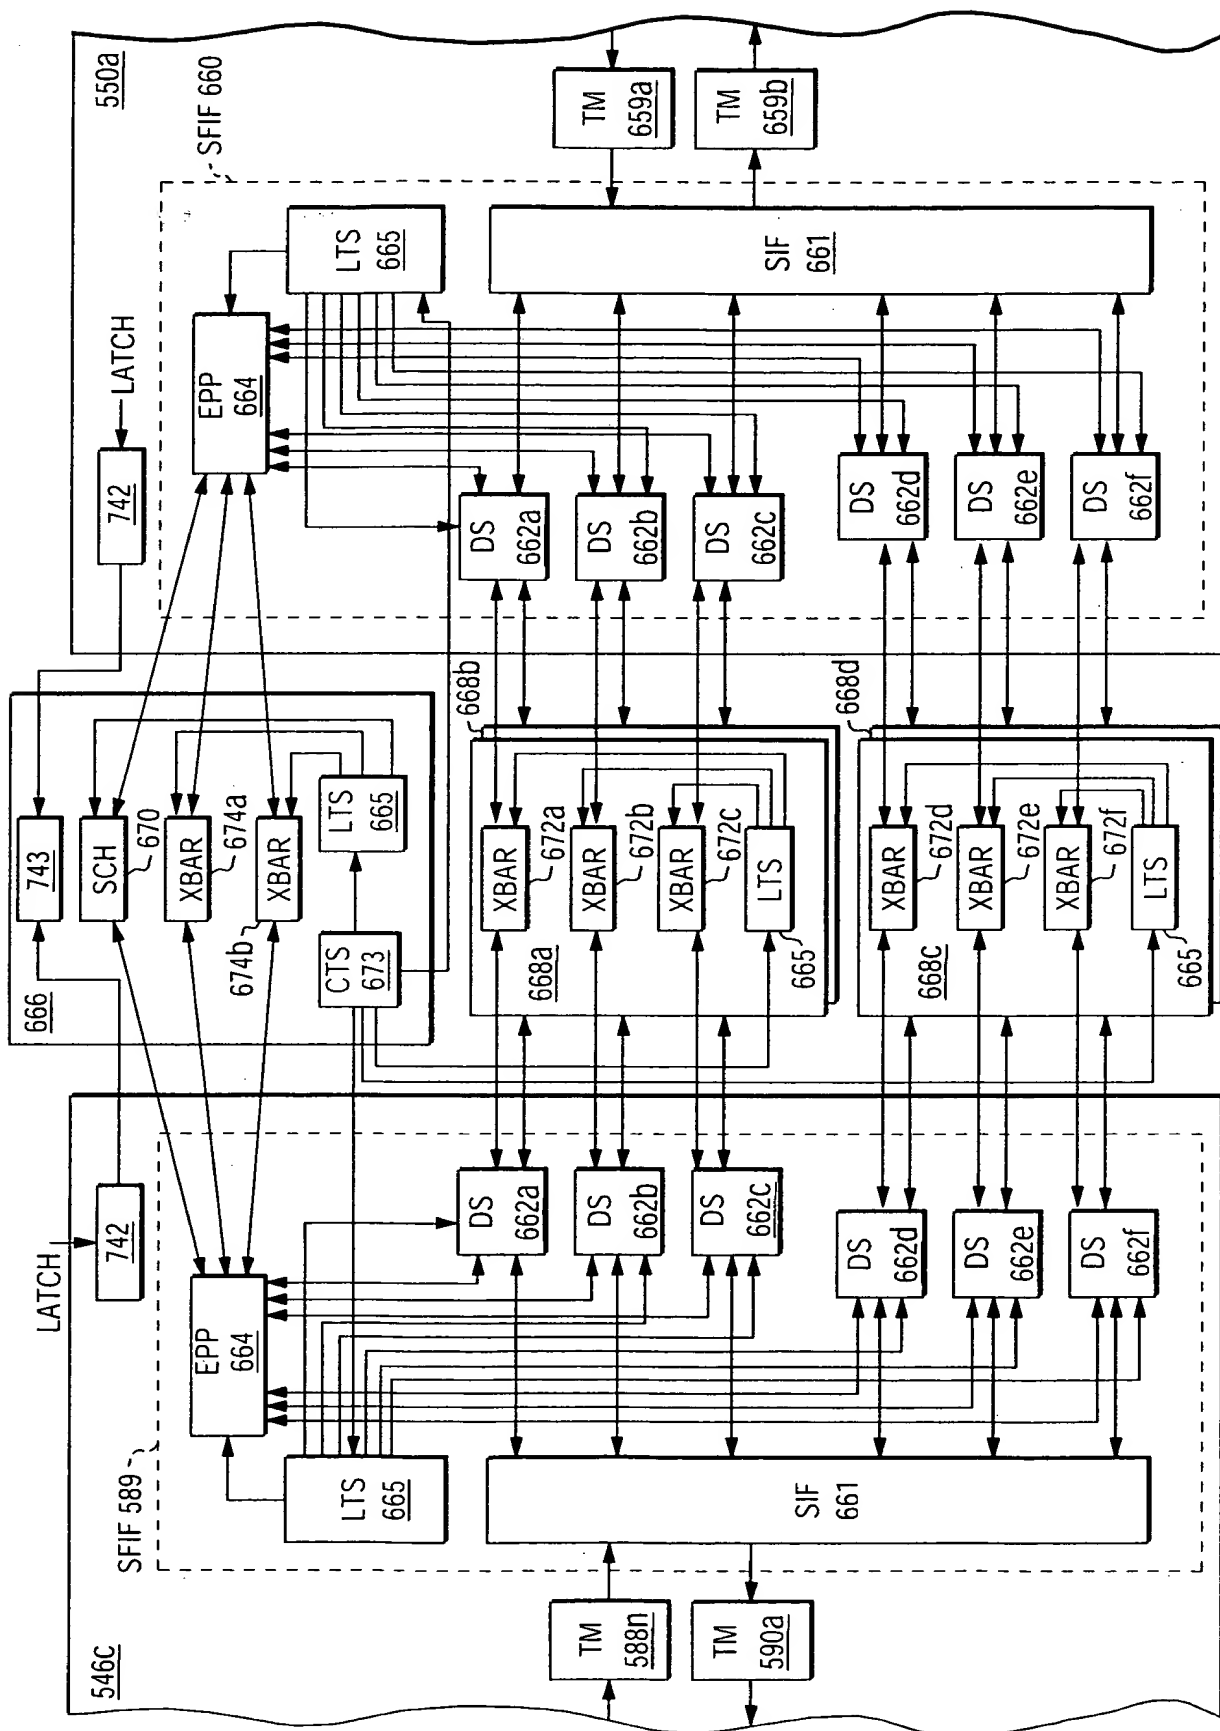 546C
LATCH
742
SFIF 589
EPP
664
LTS
665
SIF
661
TM
588n
TM
590a
DS
662a
DS
662b
DS
662c
DS
662d
DS
662e
DS
662f
666
743
SCH
670
XBAR
674a
XBAR
674b
LTS
665
CTS
673
668b
XBAR
672a
XBAR
672b
XBAR
672c
LTS
665
668a
668d
XBAR
672d
XBAR
672e
XBAR
672f
LTS
665
668c
550a
LATCH
742
SFIF 660
EPP
664
LTS
665
SIF
661
TM
659a
TM
659b
DS
662a
DS
662b
DS
662c
DS
662d
DS
662e
DS
662f